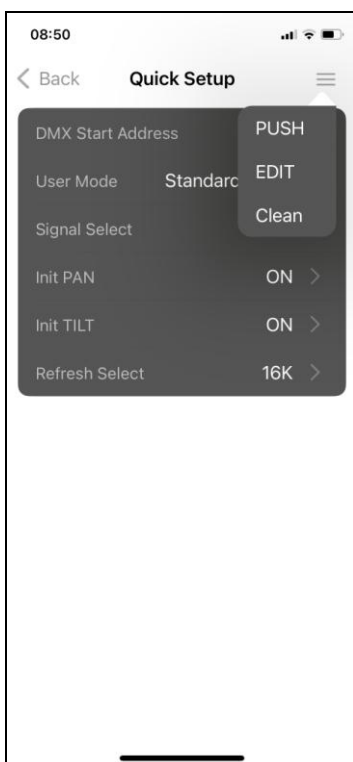 08:50
Back Quick Setup
PUSH
EDIT
Clean
DMX Start Address
User Mode Standard
Signal Select
Init PAN ON
Init TILT ON
Refresh Select 16K